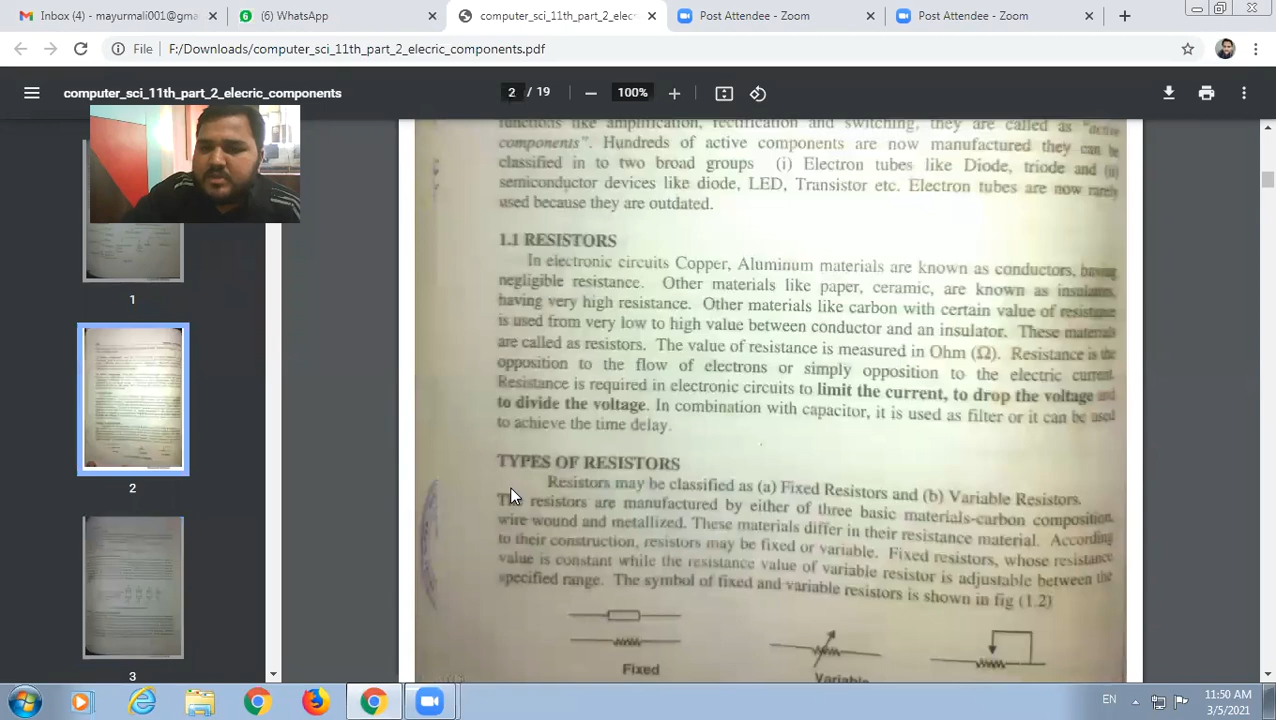 Inbox (4) - mayurmali001@gma
(6) WhatsApp
computer_sci_11th_part_2_elecric
Post Attendee - Zoom
Post Attendee - Zoom
File
F:/Downloads/computer_sci_11th_part_2_elecric_components.pdf
computer_sci_11th_part_2_elecric_components
2 / 19
100%
functions like amplification, rectification and switching, they are called as "active
components". Hundreds of active components are now manufactured they can be
classified in to two broad groups (i) Electron tubes like Diode, triode and (ii)
semiconductor devices like diode, LED, Transistor etc. Electron tubes are now rarely
used because they are outdated.
1.1 RESISTORS
In electronic circuits Copper, Aluminum materials are known as conductors, having
negligible resistance. Other materials like paper, ceramic, are known as insulators,
having very high resistance. Other materials like carbon with certain value of resistance
is used from very low to high value between conductor and an insulator. These materials
are called as resistors. The value of resistance is measured in Ohm (Ω). Resistance is the
opposition to the flow of electrons or simply opposition to the electric current.
Resistance is required in electronic circuits to limit the current, to drop the voltage and
to divide the voltage. In combination with capacitor, it is used as filter or it can be used
to achieve the time delay.
TYPES OF RESISTORS
Resistors may be classified as (a) Fixed Resistors and (b) Variable Resistors.
The resistors are manufactured by either of three basic materials-carbon composition,
wire wound and metallized. These materials differ in their resistance material. According
to their construction, resistors may be fixed or variable. Fixed resistors, whose resistance
value is constant while the resistance value of variable resistor is adjustable between the
specified range. The symbol of fixed and variable resistors is shown in fig (1.2)
Fixed
Variable
1
2
3
EN
11:50 AM
3/5/2021